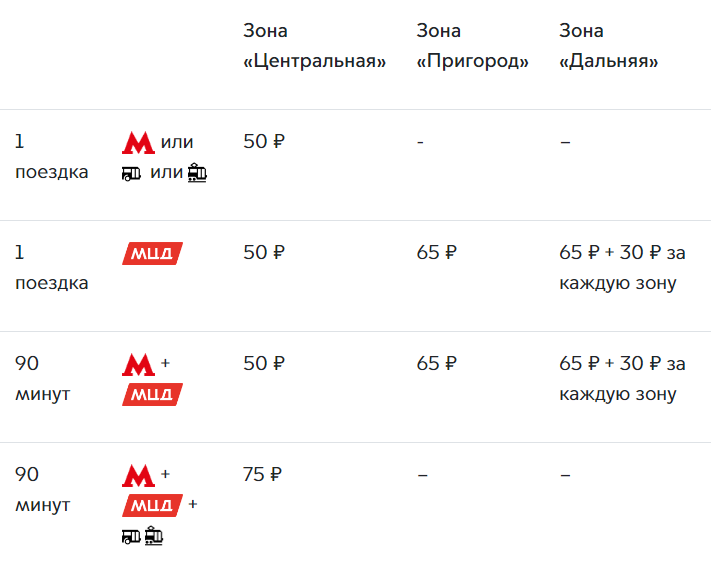 Зона «Центральная»
Зона «Пригород»
Зона «Дальняя»
1 поездка
М или
или
50 ₽
-
–
1 поездка
МЦД
50 ₽
65 ₽
65 ₽ + 30 ₽ за каждую зону
90 минут
М +
МЦД
50 ₽
65 ₽
65 ₽ + 30 ₽ за каждую зону
90 минут
М +
МЦД +
75 ₽
–
–